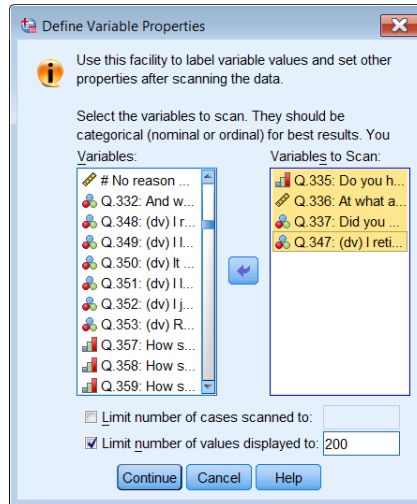 Define Variable Properties
Use this facility to label variable values and set other
properties after scanning the data.
Select the variables to scan. They should be
categorical (nominal or ordinal) for best results. You
Variables:
# No reason ...
Q.332: And w...
Q.348: (dv) I r...
Q.349: (dv) I l...
Q.350: (dv) It ...
Q.351: (dv) I l...
Q.352: (dv) I j...
Q.353: (dv) R...
Q.357: How s...
Q.358: How s...
Q.359: How s...
Variables to Scan:
Q.335: Do you h...
Q.336: At what a...
Q.337: Did you ...
Q.347: (dv) I reti...
Limit number of cases scanned to:
Limit number of values displayed to: 200
Continue Cancel Help